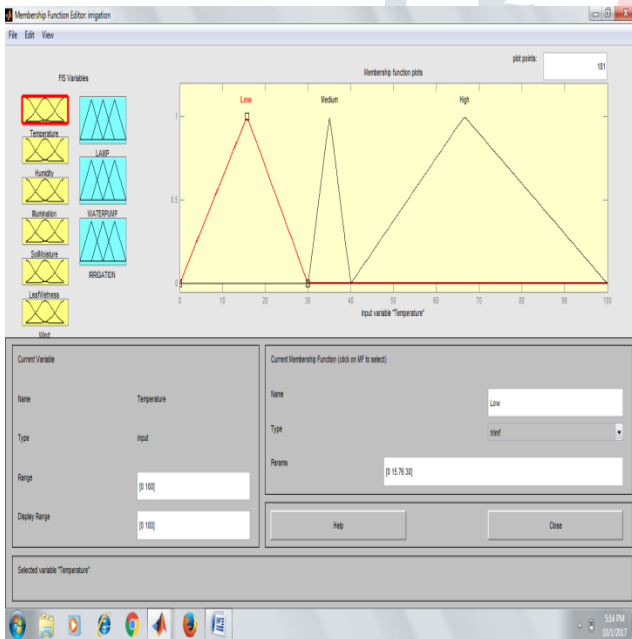 Membership Function Editor: irrigation
File Edit View
FIS Variables
Temperature
Humidity
Illumination
SoilMoisture
LeafWetness
Wind
LAMP
WATERPUMP
IRRIGATION
plot points:
181
Membership function plots
Low Medium High
1
0.5
0
0 10 20 30 40 50 60 70 80 90 100
input variable "Temperature"
Current Variable
Name Temperature
Type input
Range [0 100]
Display Range [0 100]
Current Membership Function (click on MF to select)
Name Low
Type trimf
Params [0 15.76 30]
Help Close
Selected variable "Temperature"
5:14 PM
10/1/2017